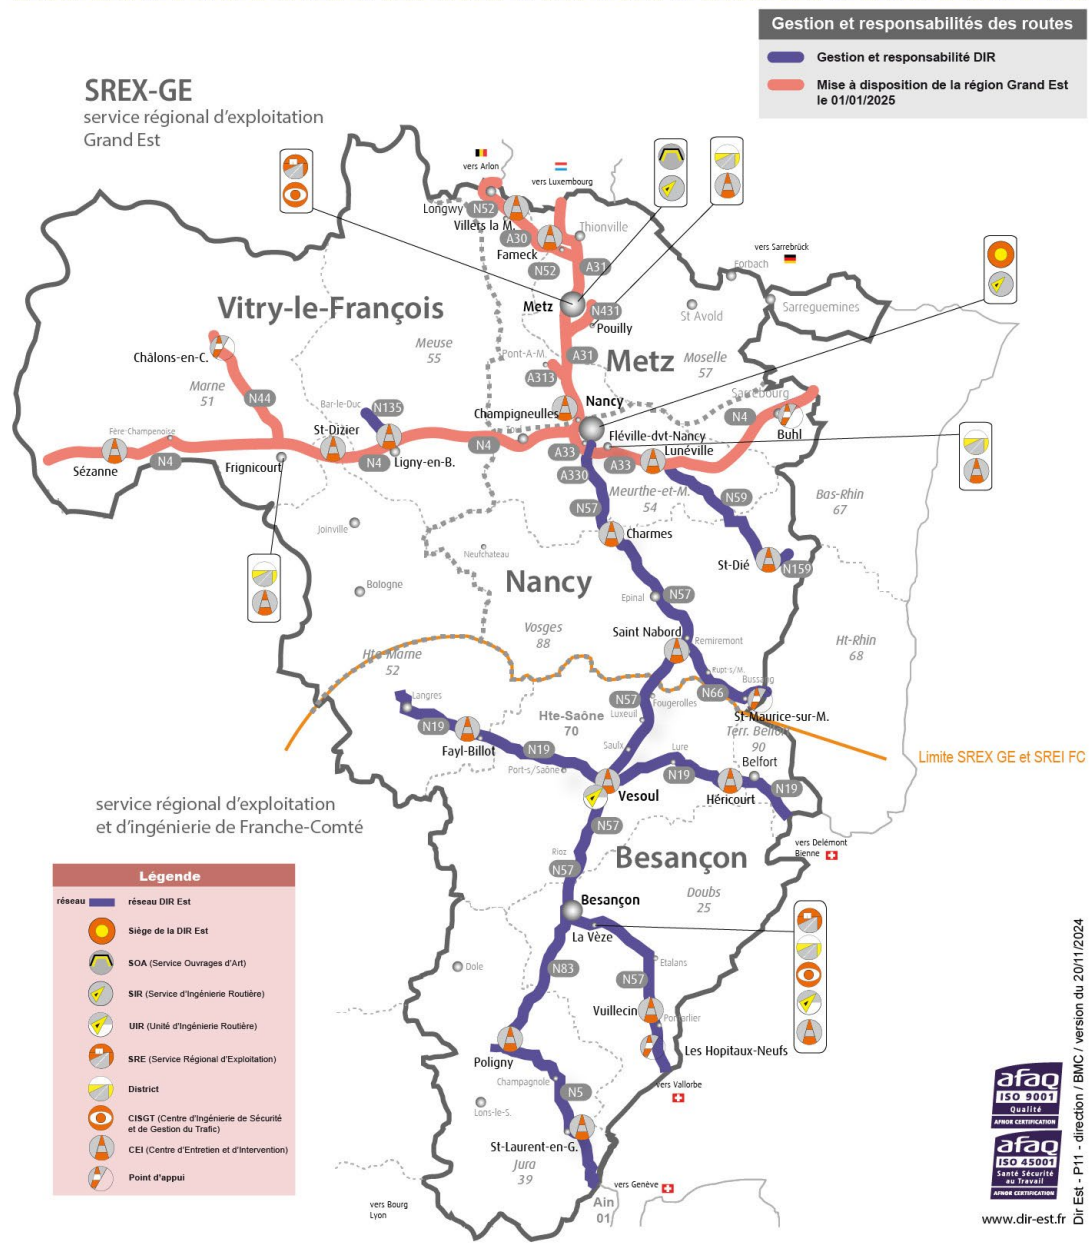 Gestion et responsabilités des routes
Gestion et responsabilité DIR
Mise à disposition de la région Grand Est
le 01/01/2025
SREX-GE
service régional d'exploitation
Grand Est
vers Arlon
vers Luxembourg
Longwy
N52
Villers la M.
A30
Thionville
Fameck
N52
A31
vers Sarrebrück
Forbach
Metz
N431
Pouilly
St Avold
Sarreguemines
Vitry-le-François
Châlons-en-C.
Meuse
55
Pont-A-M.
A31
Metz
Moselle
57
A313
Marne
51
N44
Bar-le-Duc
N135
Nancy
Champigneulles
Sarrebourg
N4
Buhl
Fère-Champenoise
St-Dizier
Toul
Fléville-dvt-Nancy
Lunéville
Sézanne
N4
Frignicourt
N4
Ligny-en-B.
N4
A33
A33
A330
Meurthe-et-M.
54
N59
Bas-Rhin
67
N57
Joinville
Charmes
Neufchateau
St-Dié
N159
Bologne
Nancy
Epinal
N57
Vosges
88
Saint Nabord
Remiremont
Hte-Marne
52
Ht-Rhin
68
Rupt-s/M.
Bussang
N66
Langres
N57
Fougerolles
St-Maurice-sur-M.
N19
Hte-Saône
70
Luxeuil
Terr. Belfort
90
Fayl-Billot
N19
Saulx
Lure
Limite SREX GE et SREI FC
Port-s/Saône
N19
Belfort
Vesoul
Héricourt
N19
service régional d'exploitation
et d'ingénierie de Franche-Comté
N57
vers Delémont
Bienne
Rioz
Besançon
N57
Légende
réseau
réseau DIR Est
Siège de la DIR Est
SOA (Service Ouvrages d'Art)
SIR (Service d'Ingénierie Routière)
UIR (Unité d'Ingénierie Routière)
SRE (Service Régional d'Exploitation)
District
CISGT (Centre d'Ingénierie de Sécurité
et de Gestion du Trafic)
CEI (Centre d'Entretien et d'Intervention)
Point d'appui
Besançon
Doubs
25
La Vèze
Dole
N83
Etalans
N57
Vuillecin
Pontarlier
Poligny
Les Hopitaux-Neufs
Champagnole
vers Vallorbe
N5
Lons-le-S.
St-Laurent-en-G.
Jura
39
vers Genève
Ain
01
vers Bourg
Lyon
afaq
ISO 9001
Qualité
AFNOR CERTIFICATION
afaq
ISO 45001
Santé Sécurité
au Travail
AFNOR CERTIFICATION
www.dir-est.fr
Dir Est - P11 - direction / BMC / version du 20/11/2024